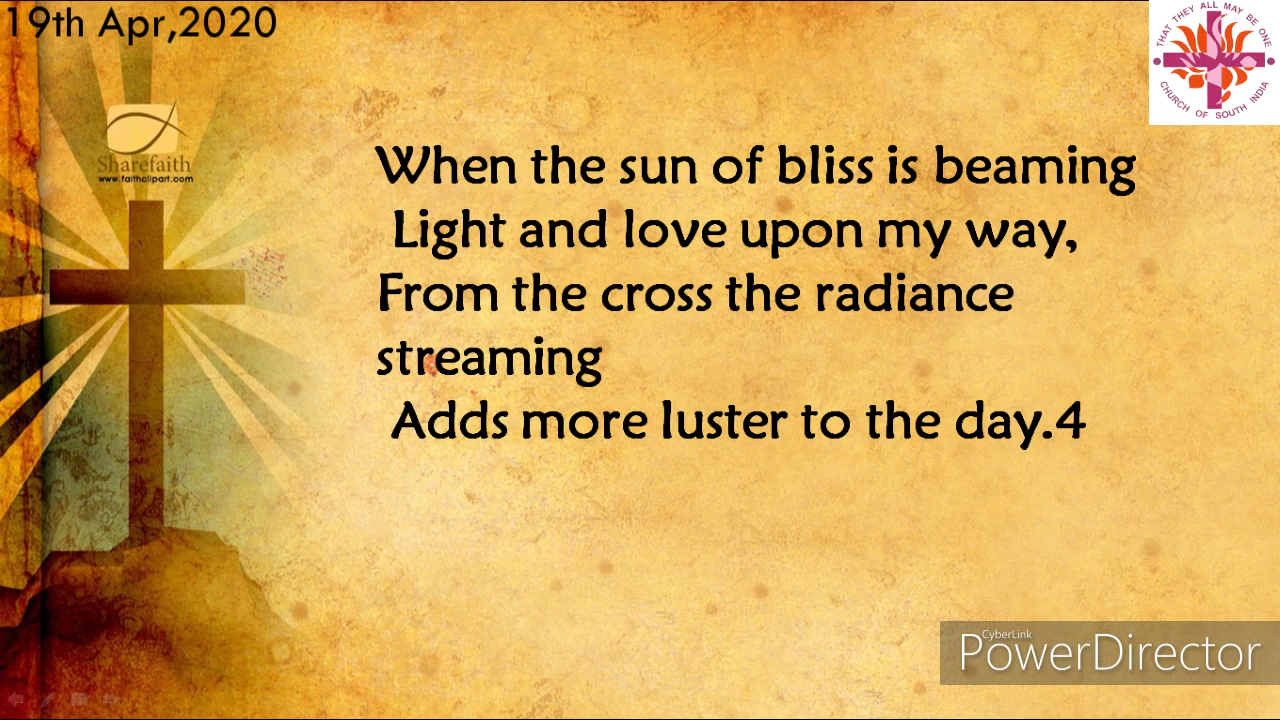 19th Apr,2020
THAT THEY ALL MAY BE ONE
CHURCH OF SOUTH INDIA
Sharefaith
www.faithclipart.com
When the sun of bliss is beaming
Light and love upon my way,
From the cross the radiance
streaming
Adds more luster to the day.4
CyberLink
PowerDirector